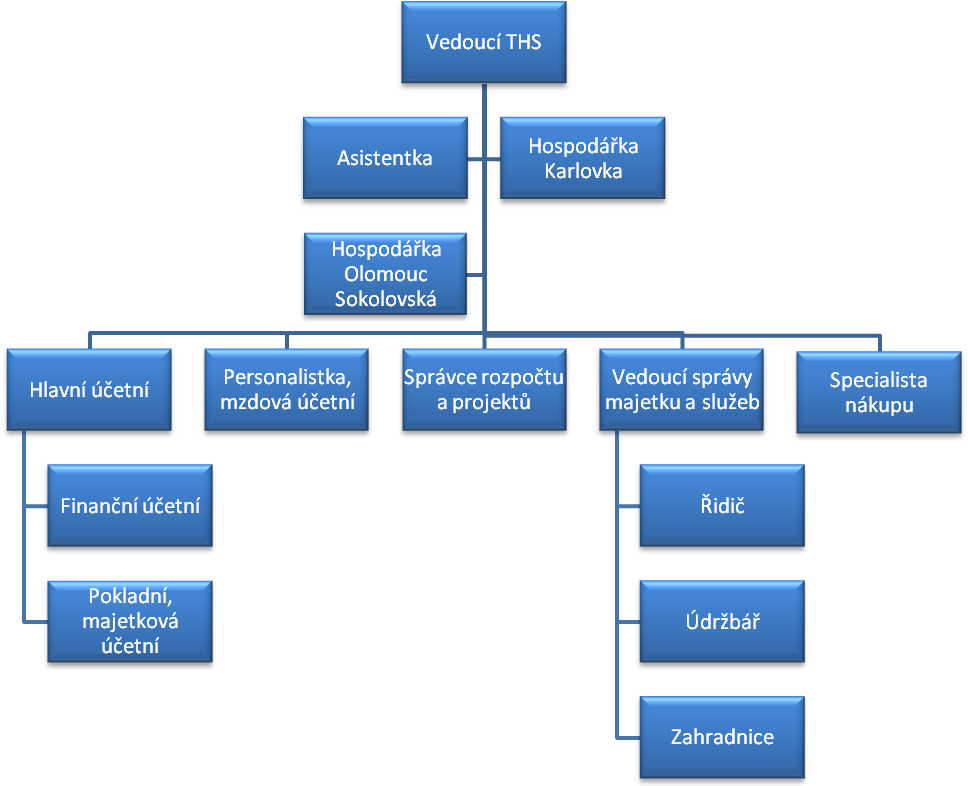 Vedoucí THS
Asistentka
Hospodářka
Karlovka
Hospodářka
Olomouc
Sokolovská
Hlavní účetní
Personalistka,
mzdová účetní
Správce rozpočtu
a projektů
Vedoucí správy
majetku a služeb
Specialista
nákupu
Finanční účetní
Pokladní,
majetková
účetní
Řidič
Údržbář
Zahradnice